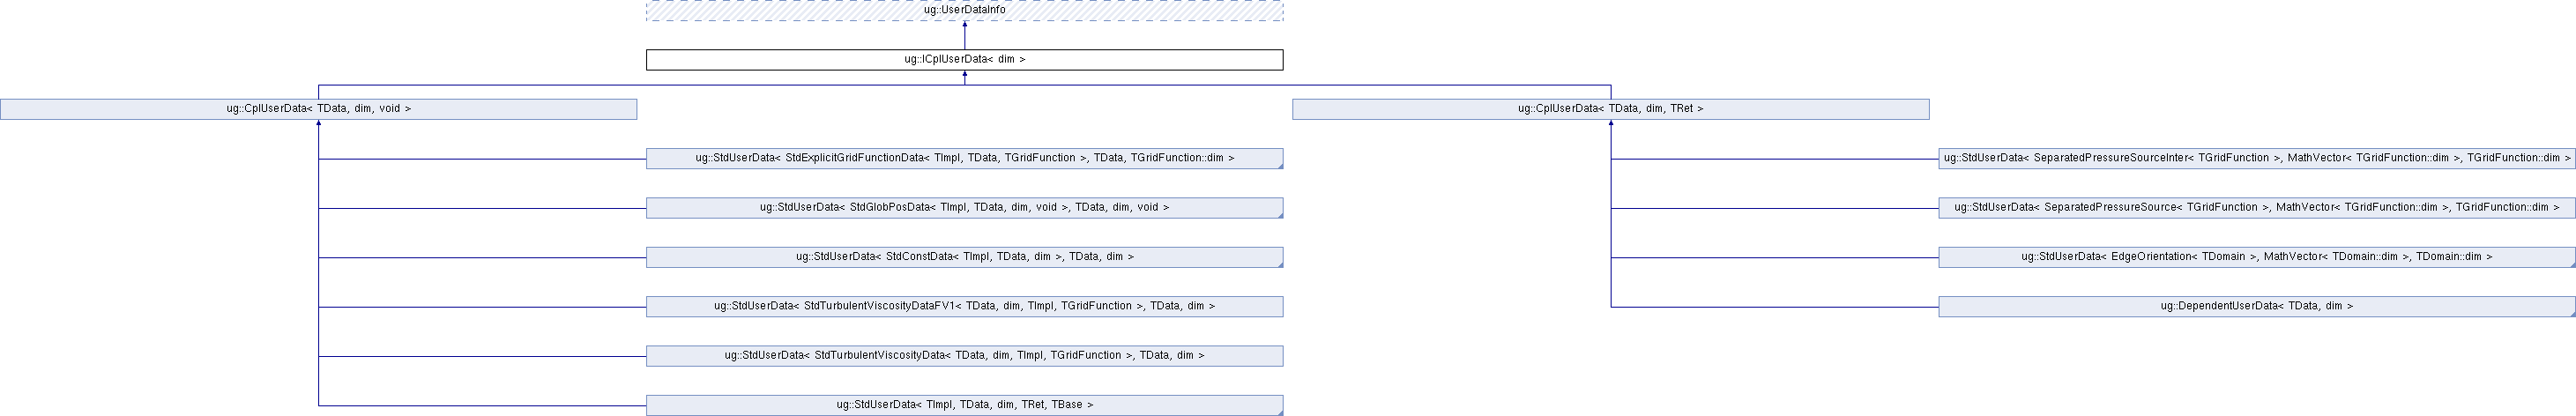 ug::UserDataInfo
ug::ICplUserData< dim >
ug::CplUserData< TData, dim, void >
ug::CplUserData< TData, dim, TRet >
ug::StdUserData< StdExplicitGridFunctionData< TImpl, TData, TGridFunction >, TData, TGridFunction::dim >
ug::StdUserData< SeparatedPressureSourceInter< TGridFunction >, MathVector< TGridFunction::dim >, TGridFunction::dim >
ug::StdUserData< StdGlobPosData< TImpl, TData, dim, void >, TData, dim, void >
ug::StdUserData< SeparatedPressureSource< TGridFunction >, MathVector< TGridFunction::dim >, TGridFunction::dim >
ug::StdUserData< StdConstData< TImpl, TData, dim >, TData, dim >
ug::StdUserData< EdgeOrientation< TDomain >, MathVector< TDomain::dim >, TDomain::dim >
ug::StdUserData< StdTurbulentViscosityDataFV1< TData, dim, TImpl, TGridFunction >, TData, dim >
ug::DependentUserData< TData, dim >
ug::StdUserData< StdTurbulentViscosityData< TData, dim, TImpl, TGridFunction >, TData, dim >
ug::StdUserData< TImpl, TData, dim, TRet, TBase >